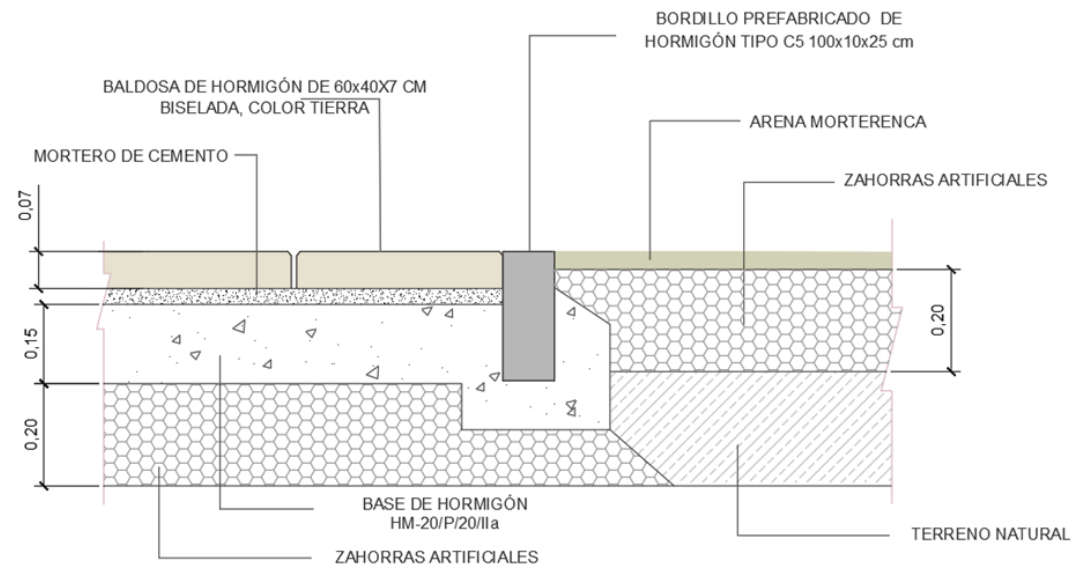 BORDILLO PREFABRICADO DE
HORMIGÓN TIPO C5 100x10x25 cm
BALDOSA DE HORMIGÓN DE 60x40X7 CM
BISELADA, COLOR TIERRA
ARENA MORTERENCA
MORTERO DE CEMENTO
ZAHORRAS ARTIFICIALES
0,07
0,15
0,20
0,20
BASE DE HORMIGÓN
HM-20/P/20/IIa
ZAHORRAS ARTIFICIALES
TERRENO NATURAL